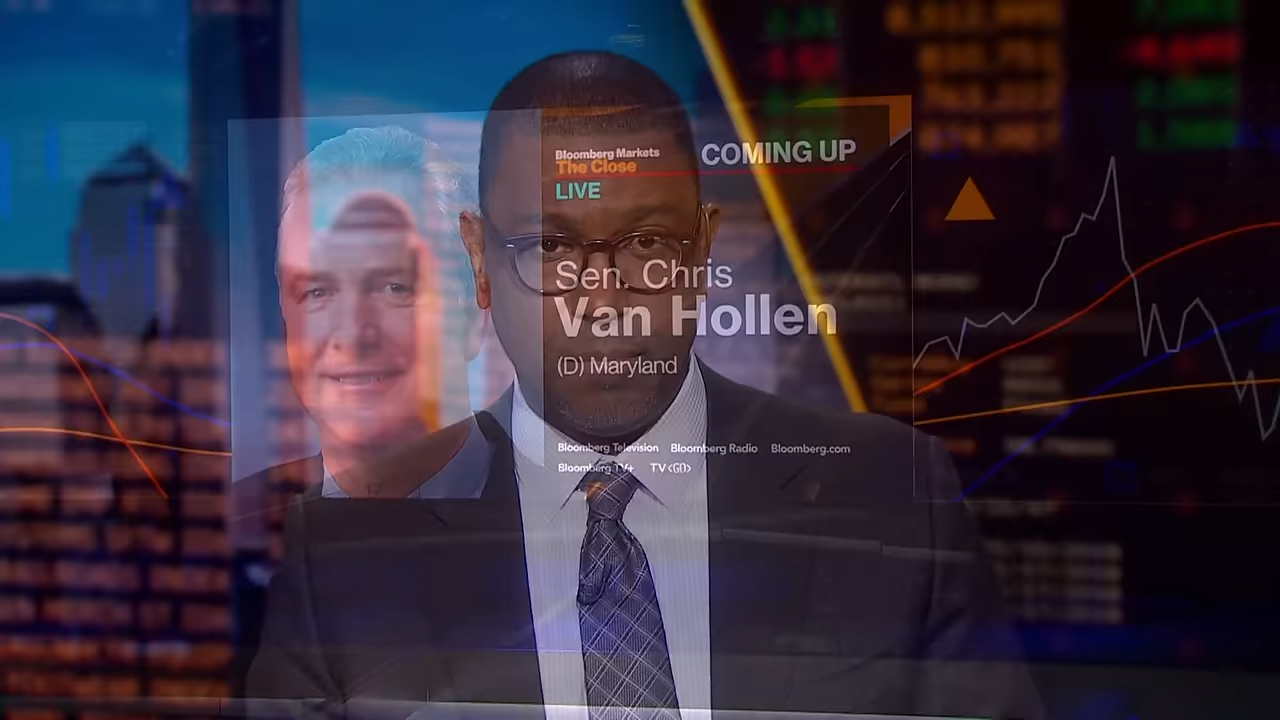 Bloomberg Markets
The Close
COMING UP
LIVE
Sen. Chris
Van Hollen
(D) Maryland
Bloomberg Television Bloomberg Radio Bloomberg.com
Bloomberg TV+ TV<GO>